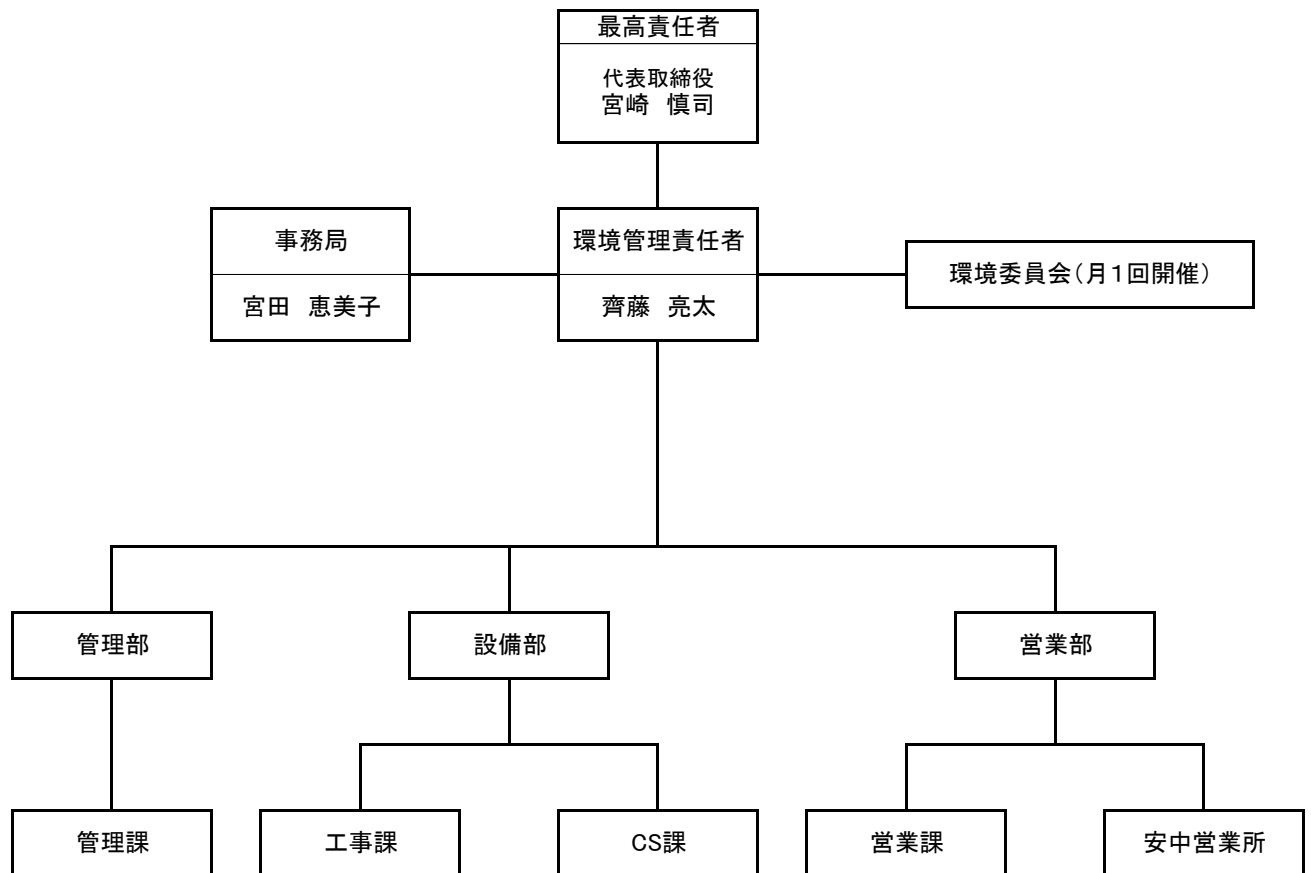 最高責任者
代表取締役
宮崎　慎司
事務局
環境管理責任者
環境委員会(月1回開催)
宮田　恵美子
齊藤　亮太
管理部
設備部
営業部
管理課
工事課
CS課
営業課
安中営業所